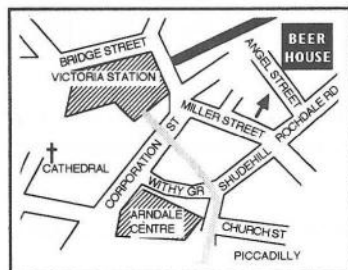 BRIDGE STREET
VICTORIA STATION
BEER
HOUSE
ANGEL STREET
MILLER STREET
ROCHDALE RD
CORPORATION ST
CATHEDRAL
WITHY GR
SHUDEHILL
ARNDALE
CENTRE
CHURCH ST
PICCADILLY